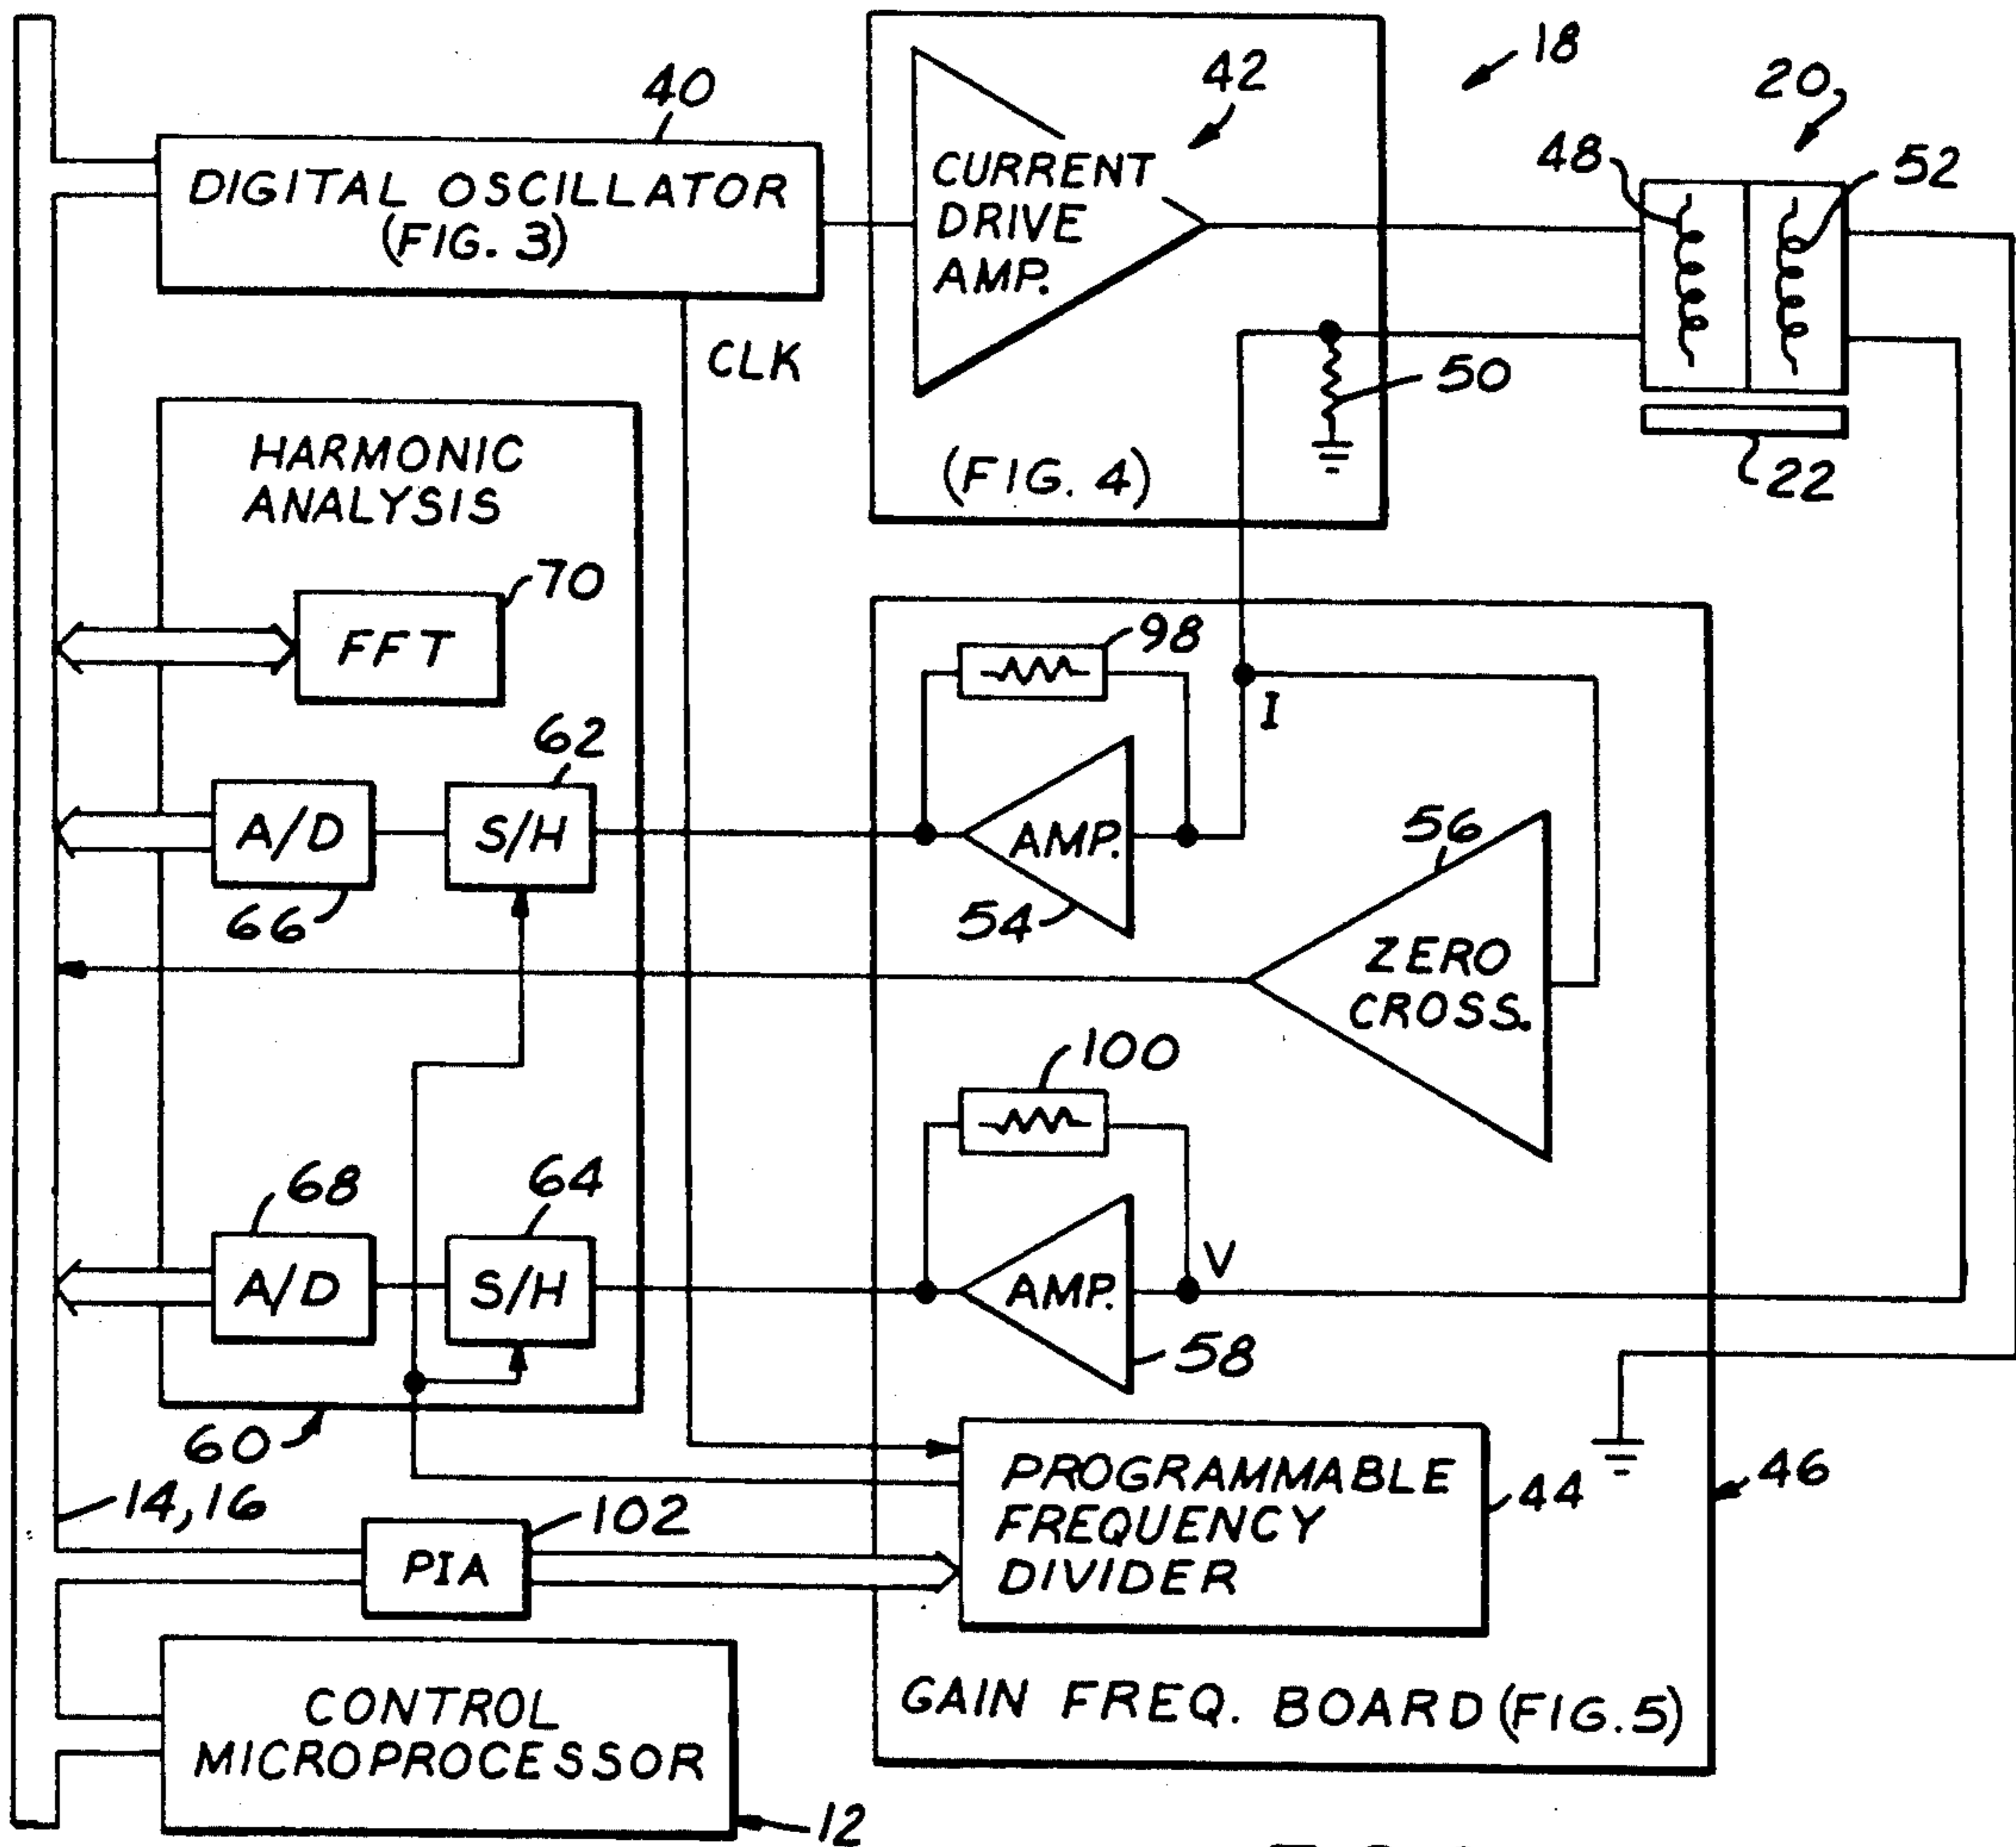 18
40
42
20
48
52
DIGITAL OSCILLATOR
(FIG. 3)
CURRENT
DRIVE
AMP.
CLK
50
(FIG. 4)
22
HARMONIC
ANALYSIS
70
FFT
98
I
62
A/D
S/H
AMP.
56
66
54
ZERO
CROSS.
100
68
64
V
A/D
S/H
AMP.
58
60
PROGRAMMABLE
FREQUENCY
DIVIDER
44
46
14,16
102
PIA
GAIN FREQ. BOARD (FIG.5)
CONTROL
MICROPROCESSOR
12